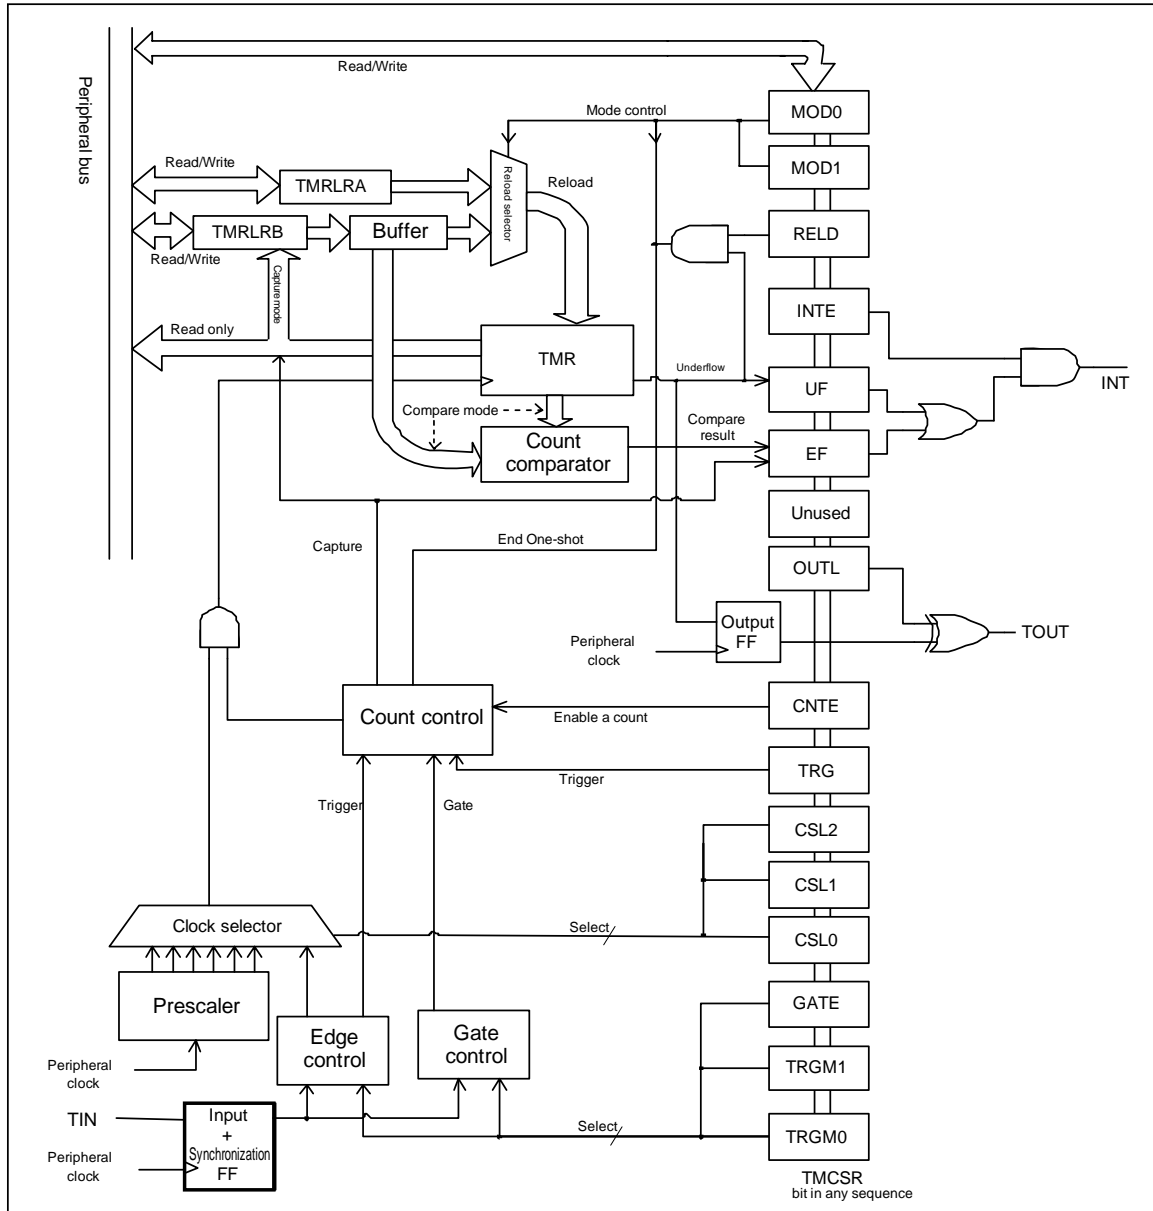 Peripheral bus
Read/Write
MOD0
Mode control
MOD1
Read/Write
TMRLRA
Reload selector
Reload
TMRLRB
Buffer
RELD
Read/Write
Capture mode
INTE
Read only
TMR
Underflow
UF
INT
Compare mode
Compare
result
Count
comparator
EF
Unused
Capture
End One-shot
OUTL
Output
FF
TOUT
Peripheral
clock
Count control
Enable a count
CNTE
Trigger
TRG
Trigger
Gate
CSL2
CSL1
Clock selector
Select
CSL0
Prescaler
GATE
Edge
control
Gate
control
Peripheral
clock
TRGM1
TIN
Input
+
Synchronization
FF
Select
TRGM0
Peripheral
clock
TMCSR
bit in any sequence